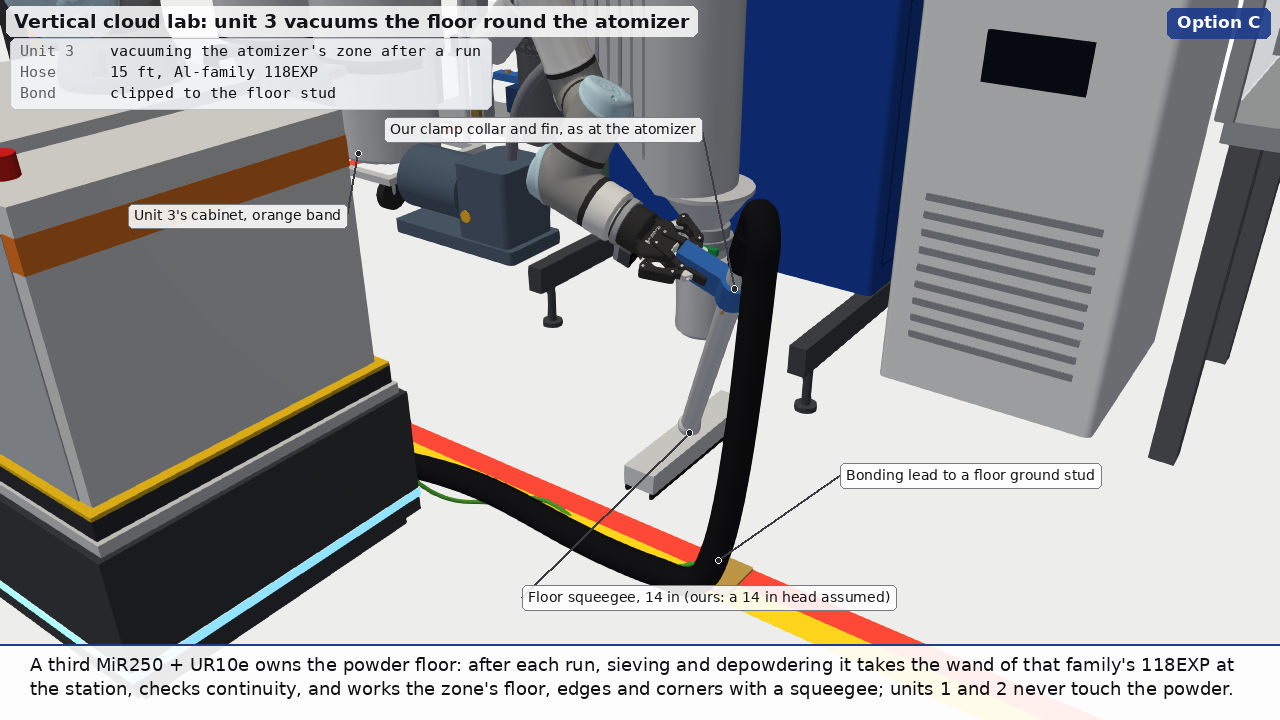 Vertical cloud lab: unit 3 vacuums the floor round the atomizer
Option C
Unit 3 vacuuming the atomizer's zone after a run
Hose 15 ft, Al-family 118EXP
Bond clipped to the floor stud
Our clamp collar and fin, as at the atomizer
Unit 3's cabinet, orange band
Bonding lead to a floor ground stud
Floor squeegee, 14 in (ours: a 14 in head assumed)
A third MiR250 + UR10e owns the powder floor: after each run, sieving and depowdering it takes the wand of that family's 118EXP at
the station, checks continuity, and works the zone's floor, edges and corners with a squeegee; units 1 and 2 never touch the powder.